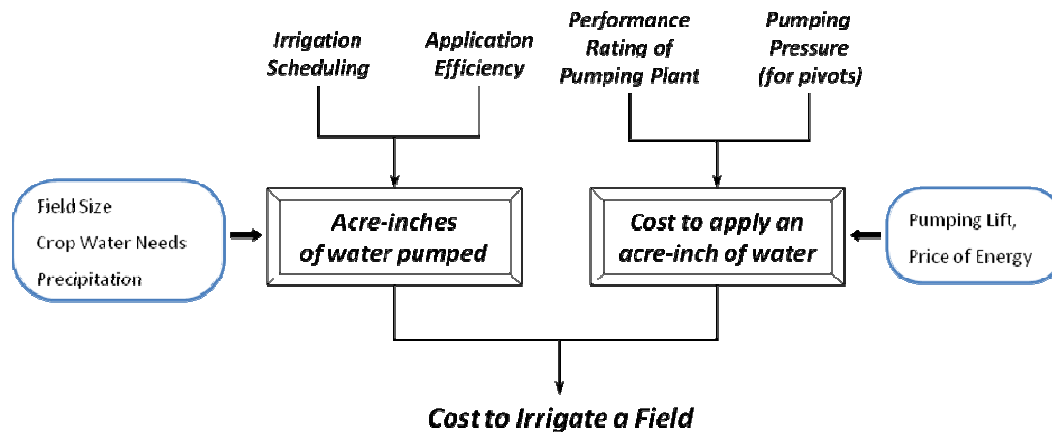 Irrigation
Scheduling
Application
Efficiency
Performance
Rating of
Pumping Plant
Pumping
Pressure
(for pivots)
Field Size
Crop Water Needs
Precipitation
Acre-inches
of water pumped
Cost to apply an
acre-inch of water
Pumping Lift,
Price of Energy
Cost to Irrigate a Field